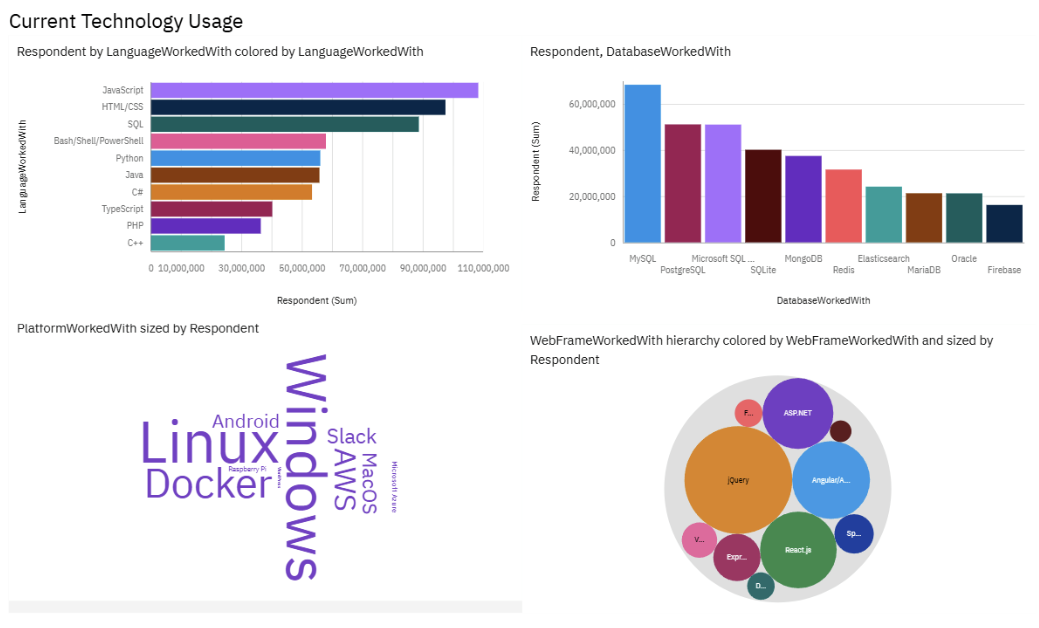 Current Technology Usage
Respondent by LanguageWorkedWith colored by LanguageWorkedWith
LanguageWorkedWith
JavaScript
HTML/CSS
SQL
Bash/Shell/PowerShell
Python
Java
C#
TypeScript
PHP
C++
0 10,000,000 30,000,000 50,000,000 70,000,000 90,000,000 110,000,000
Respondent (Sum)
Respondent, DatabaseWorkedWith
Respondent (Sum)
60,000,000
40,000,000
20,000,000
0
MySQL Microsoft SQL ... MongoDB Elasticsearch Oracle
PostgreSQL SQLite Redis MariaDB Firebase
DatabaseWorkedWith
PlatformWorkedWith sized by Respondent
Windows
Android
Linux
Slack
Raspberry Pi
Docker
AWS
MacOS
Microsoft Azure
WebFrameWorkedWith hierarchy colored by WebFrameWorkedWith and sized by
Respondent
F...
ASP.NET
jQuery
Angular/A...
Sp...
V...
React.js
Expr...
D...